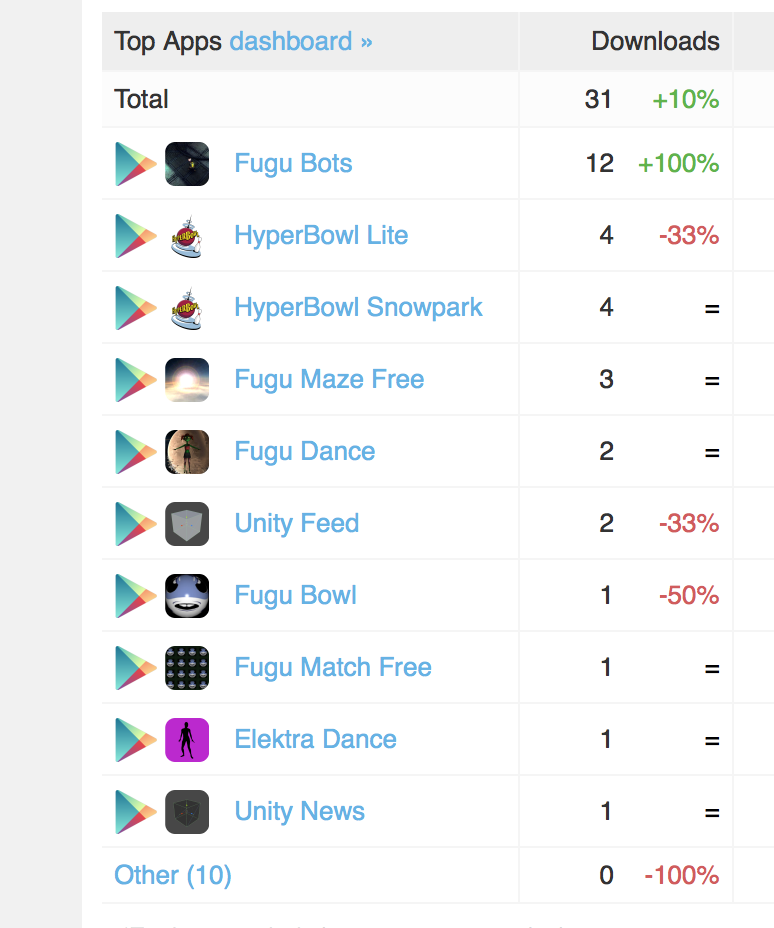 Top Apps dashboard » Downloads
Total 31 +10%
Fugu Bots 12 +100%
HyperBowl Lite 4 -33%
HyperBowl Snowpark 4 =
Fugu Maze Free 3 =
Fugu Dance 2 =
Unity Feed 2 -33%
Fugu Bowl 1 -50%
Fugu Match Free 1 =
Elektra Dance 1 =
Unity News 1 =
Other (10) 0 -100%